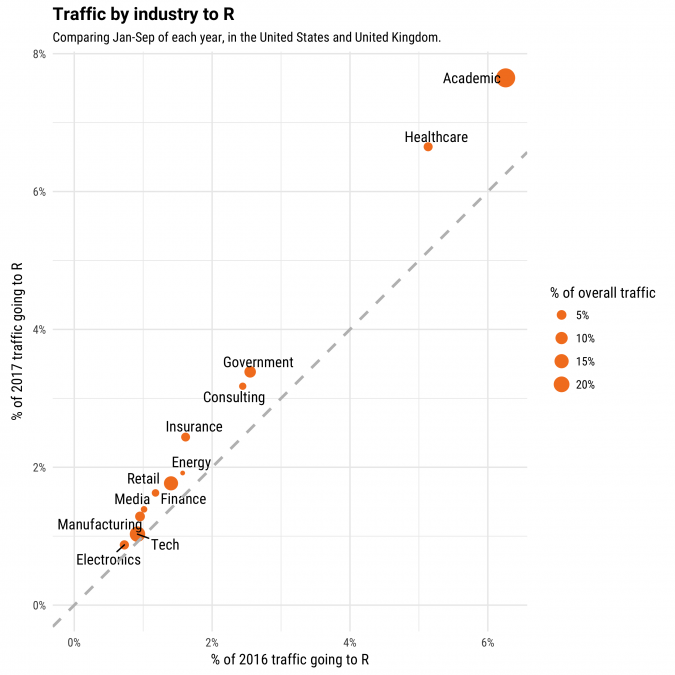 Traffic by industry to R
Comparing Jan-Sep of each year, in the United States and United Kingdom.
% of 2017 traffic going to R
8%
6%
4%
2%
0%
Academic
Healthcare
Government
Consulting
Insurance
Energy
Retail
Finance
Media
Manufacturing
Tech
Electronics
0%
2%
4%
6%
% of 2016 traffic going to R
% of overall traffic
5%
10%
15%
20%